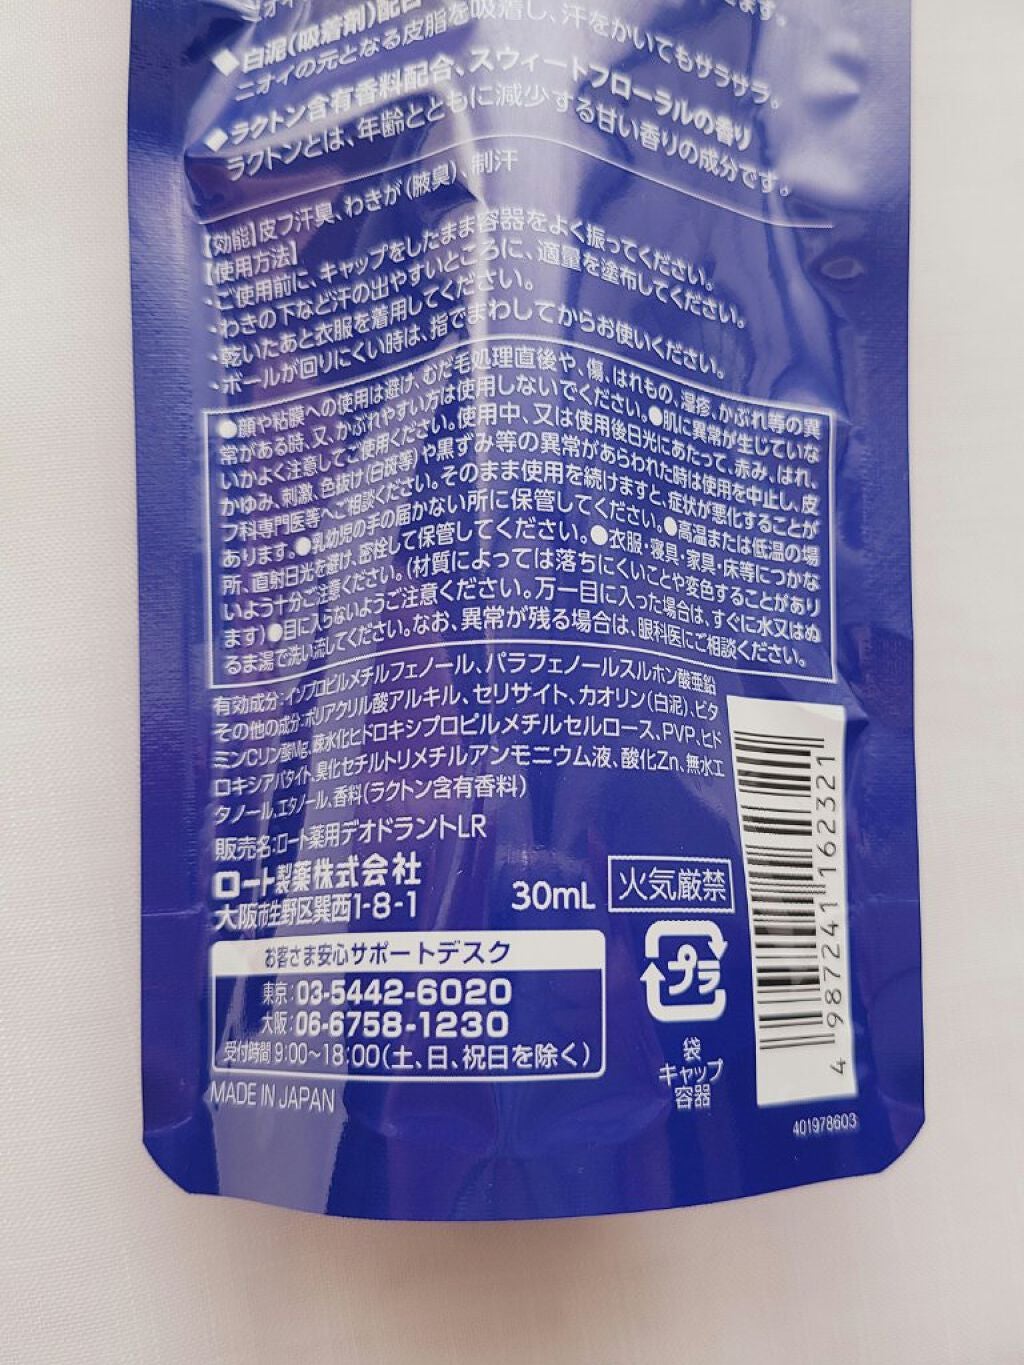 ◆白泥(吸着剤)配合
ニオイの元となる皮脂を吸着し、汗をかいてもサラサラ。
◆ラクトン含有香料配合、スウィートフローラルの香り
ラクトンとは、年齢とともに減少する甘い香りの成分です。
【効能】皮フ汗臭、わきが(腋臭)、制汗
【使用方法】
・ご使用前に、キャップをしたまま容器をよく振ってください。
・わきの下など汗の出やすいところに、適量を塗布してください。
・乾いたあと衣服を着用してください。
・ボールが回りにくい時は、指でまわしてからお使いください。
●顔や粘膜への使用は避け、むだ毛処理直後や、傷、はれもの、湿疹、かぶれ等の異
常がある時、又、かぶれやすい方は使用しないでください。●肌に異常が生じていな
いかよく注意してご使用ください。使用中、又は使用後日光にあたって、赤み、はれ、
かゆみ、刺激、色抜け(白斑等)や黒ずみ等の異常があらわれた時は使用を中止し、皮
フ科専門医等へご相談ください。そのまま使用を続けますと、症状が悪化することが
あります。●乳幼児の手の届かない所に保管してください。●高温または低温の場
所、直射日光を避け、密栓して保管してください。●衣服・寝具・家具・床等につかな
いよう十分ご注意ください。(材質によっては落ちにくいことや変色することがあり
ます)●目に入らないようご注意ください。万一目に入った場合は、すぐに水又はぬ
るま湯で洗い流してください。なお、異常が残る場合は、眼科医にご相談ください。
有効成分:イソプロピルメチルフェノール、パラフェノールスルホン酸亜鉛
その他の成分:ポリアクリル酸アルキル、セリサイト、カオリン(白泥)、ビタ
ミンCリン酸Mg、疎水化ヒドロキシプロピルメチルセルロース、PVP、ヒド
ロキシアパタイト、臭化セチルトリメチルアンモニウム液、酸化Zn、無水エ
タノール、エタノール、香料(ラクトン含有香料)
販売名:ロート薬用デオドラントLR
ロート製薬株式会社
大阪市生野区巽西1-8-1
30mL
火気厳禁
お客さま安心サポートデスク
東京:03-5442-6020
大阪:06-6758-1230
受付時間 9:00~18:00(土、日、祝日を除く)
MADE IN JAPAN
プラ
袋
キャップ
容器
4 987241 162321
401978603